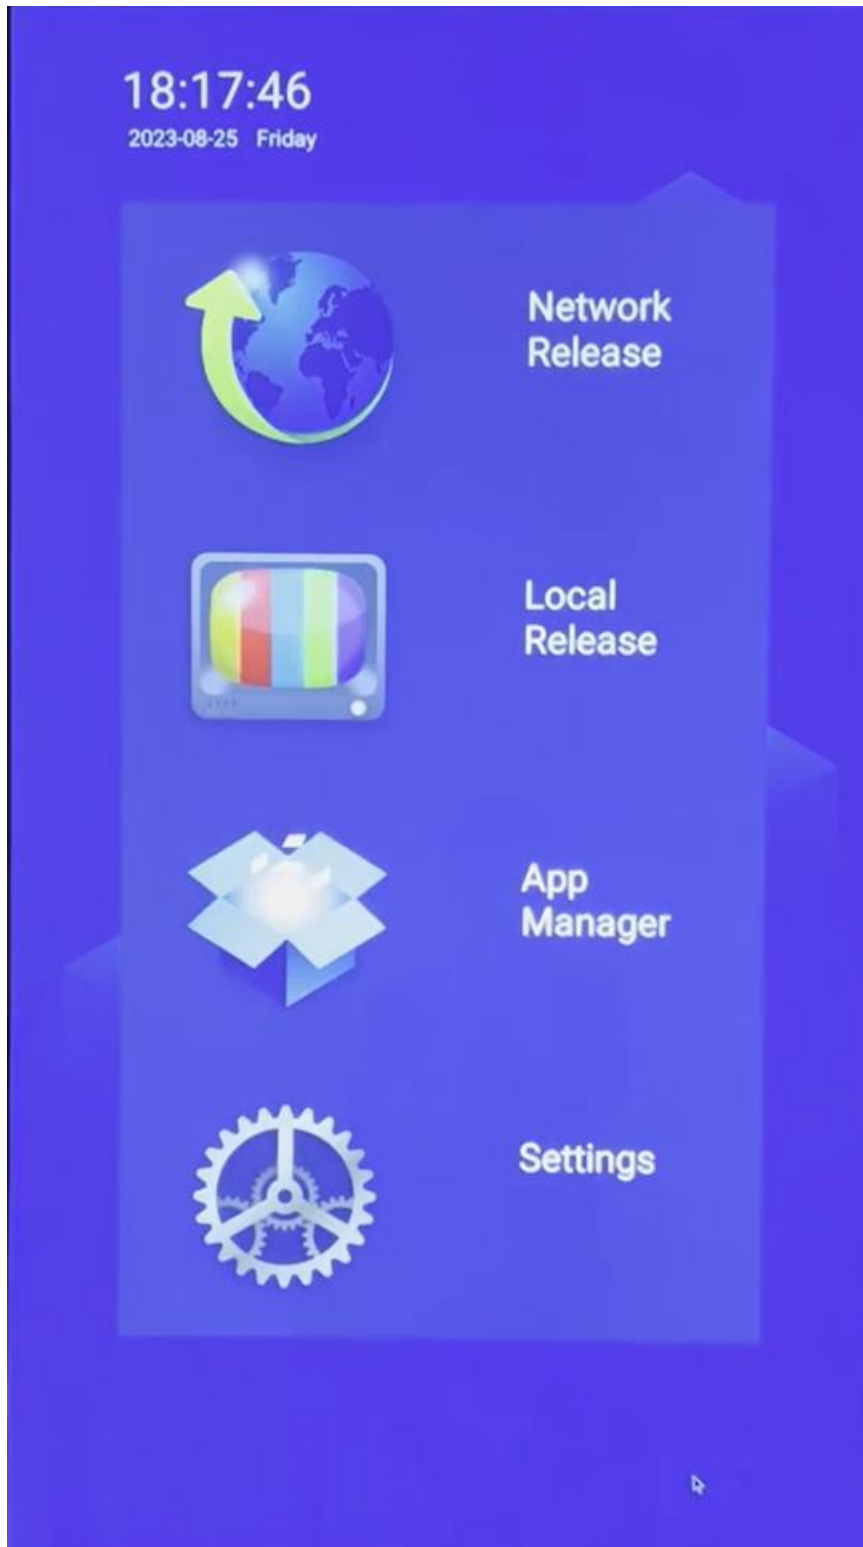 18:17:46
2023-08-25 Friday
Network
Release
Local
Release
App
Manager
Settings